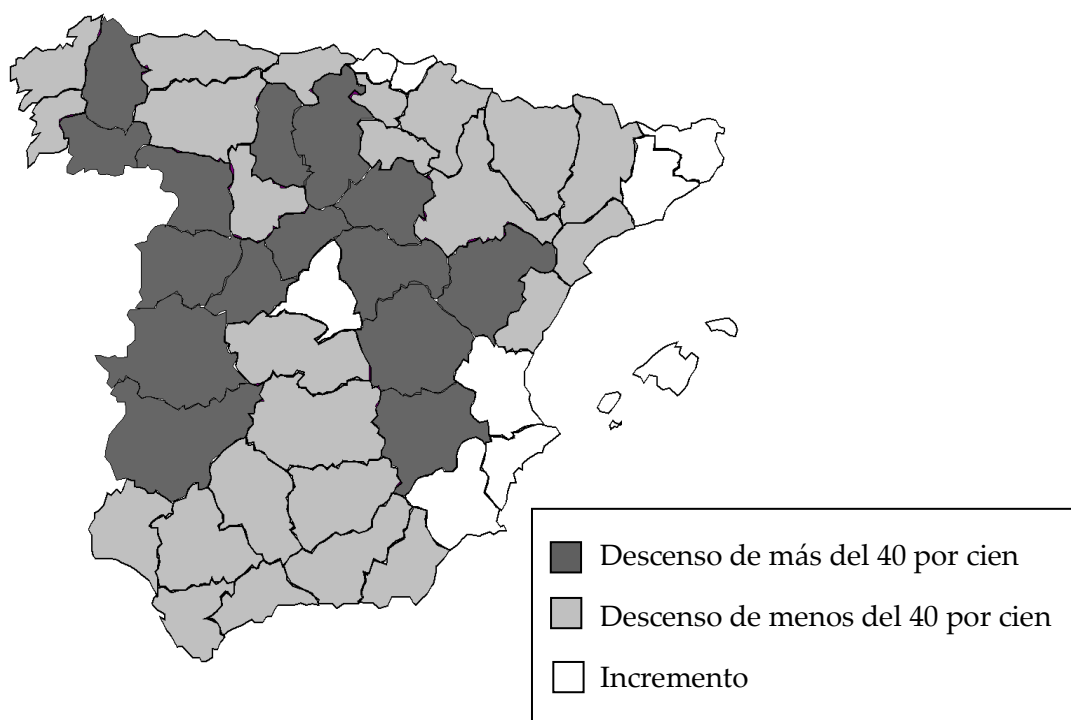 Descenso de más del 40 por cien
Descenso de menos del 40 por cien
Incremento